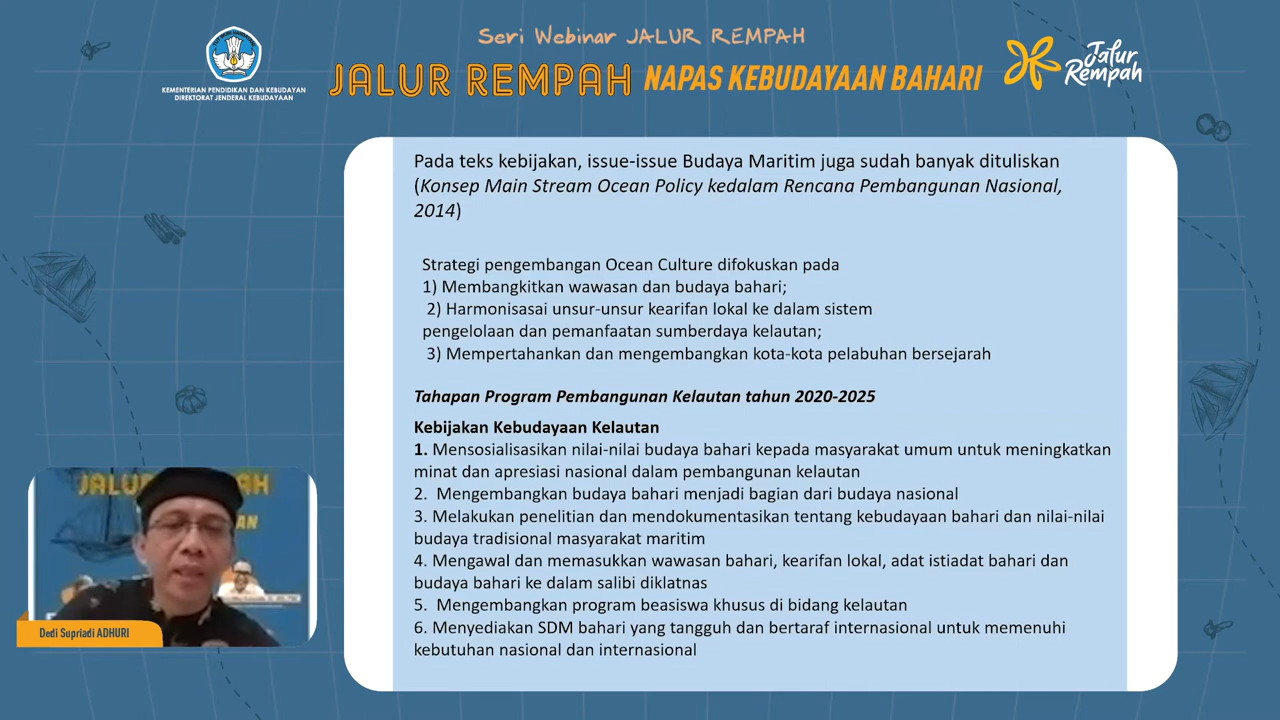 Seri Webinar JALUR REMPAH
JALUR REMPAH NAPAS KEBUDAYAAN BAHARI
KEMENTERIAN PENDIDIKAN DAN KEBUDAYAAN
DIREKTORAT JENDERAL KEBUDAYAAN
Jalur
Rempah
Pada teks kebijakan, issue-issue Budaya Maritim juga sudah banyak dituliskan
(Konsep Main Stream Ocean Policy kedalam Rencana Pembangunan Nasional,
2014)
Strategi pengembangan Ocean Culture difokuskan pada
1) Membangkitkan wawasan dan budaya bahari;
2) Harmonisasai unsur-unsur kearifan lokal ke dalam sistem
pengelolaan dan pemanfaatan sumberdaya kelautan;
3) Mempertahankan dan mengembangkan kota-kota pelabuhan bersejarah
Tahapan Program Pembangunan Kelautan tahun 2020-2025
Kebijakan Kebudayaan Kelautan
1. Mensosialisasikan nilai-nilai budaya bahari kepada masyarakat umum untuk meningkatkan
minat dan apresiasi nasional dalam pembangunan kelautan
2. Mengembangkan budaya bahari menjadi bagian dari budaya nasional
3. Melakukan penelitian dan mendokumentasikan tentang kebudayaan bahari dan nilai-nilai
budaya tradisional masyarakat maritim
4. Mengawal dan memasukkan wawasan bahari, kearifan lokal, adat istiadat bahari dan
budaya bahari ke dalam salibi diklatnas
5. Mengembangkan program beasiswa khusus di bidang kelautan
6. Menyediakan SDM bahari yang tangguh dan bertaraf internasional untuk memenuhi
kebutuhan nasional dan internasional
Dedi Supriadi ADHURI